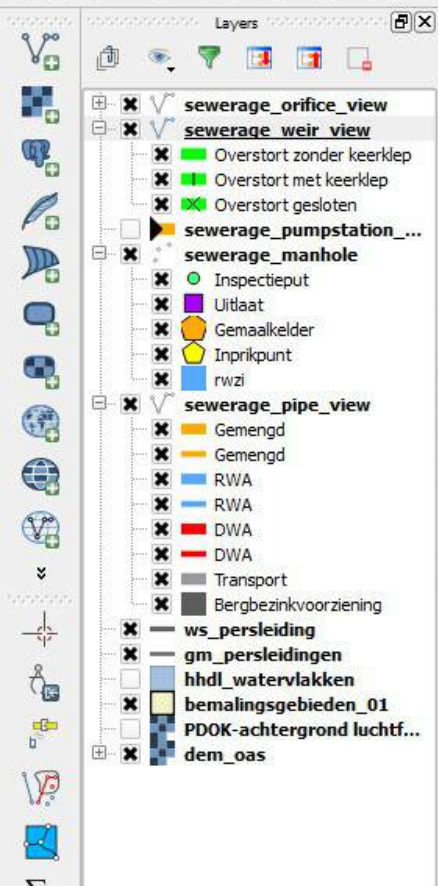 Layers
sewerage_orifice_view
sewerage_weir_view
Overstort zonder keerklep
Overstort met keerklep
Overstort gesloten
sewerage_pumpstation_...
sewerage_manhole
Inspectieput
Uitlaat
Gemaalkelder
Inprikpunt
rwzi
sewerage_pipe_view
Gemengd
Gemengd
RWA
RWA
DWA
DWA
Transport
Bergbezinkvoorziening
ws_persleiding
gm_persleidingen
hhdl_watervlakken
bemalingsgebieden_01
PDOK-achtergrond luchtf...
dem_oas